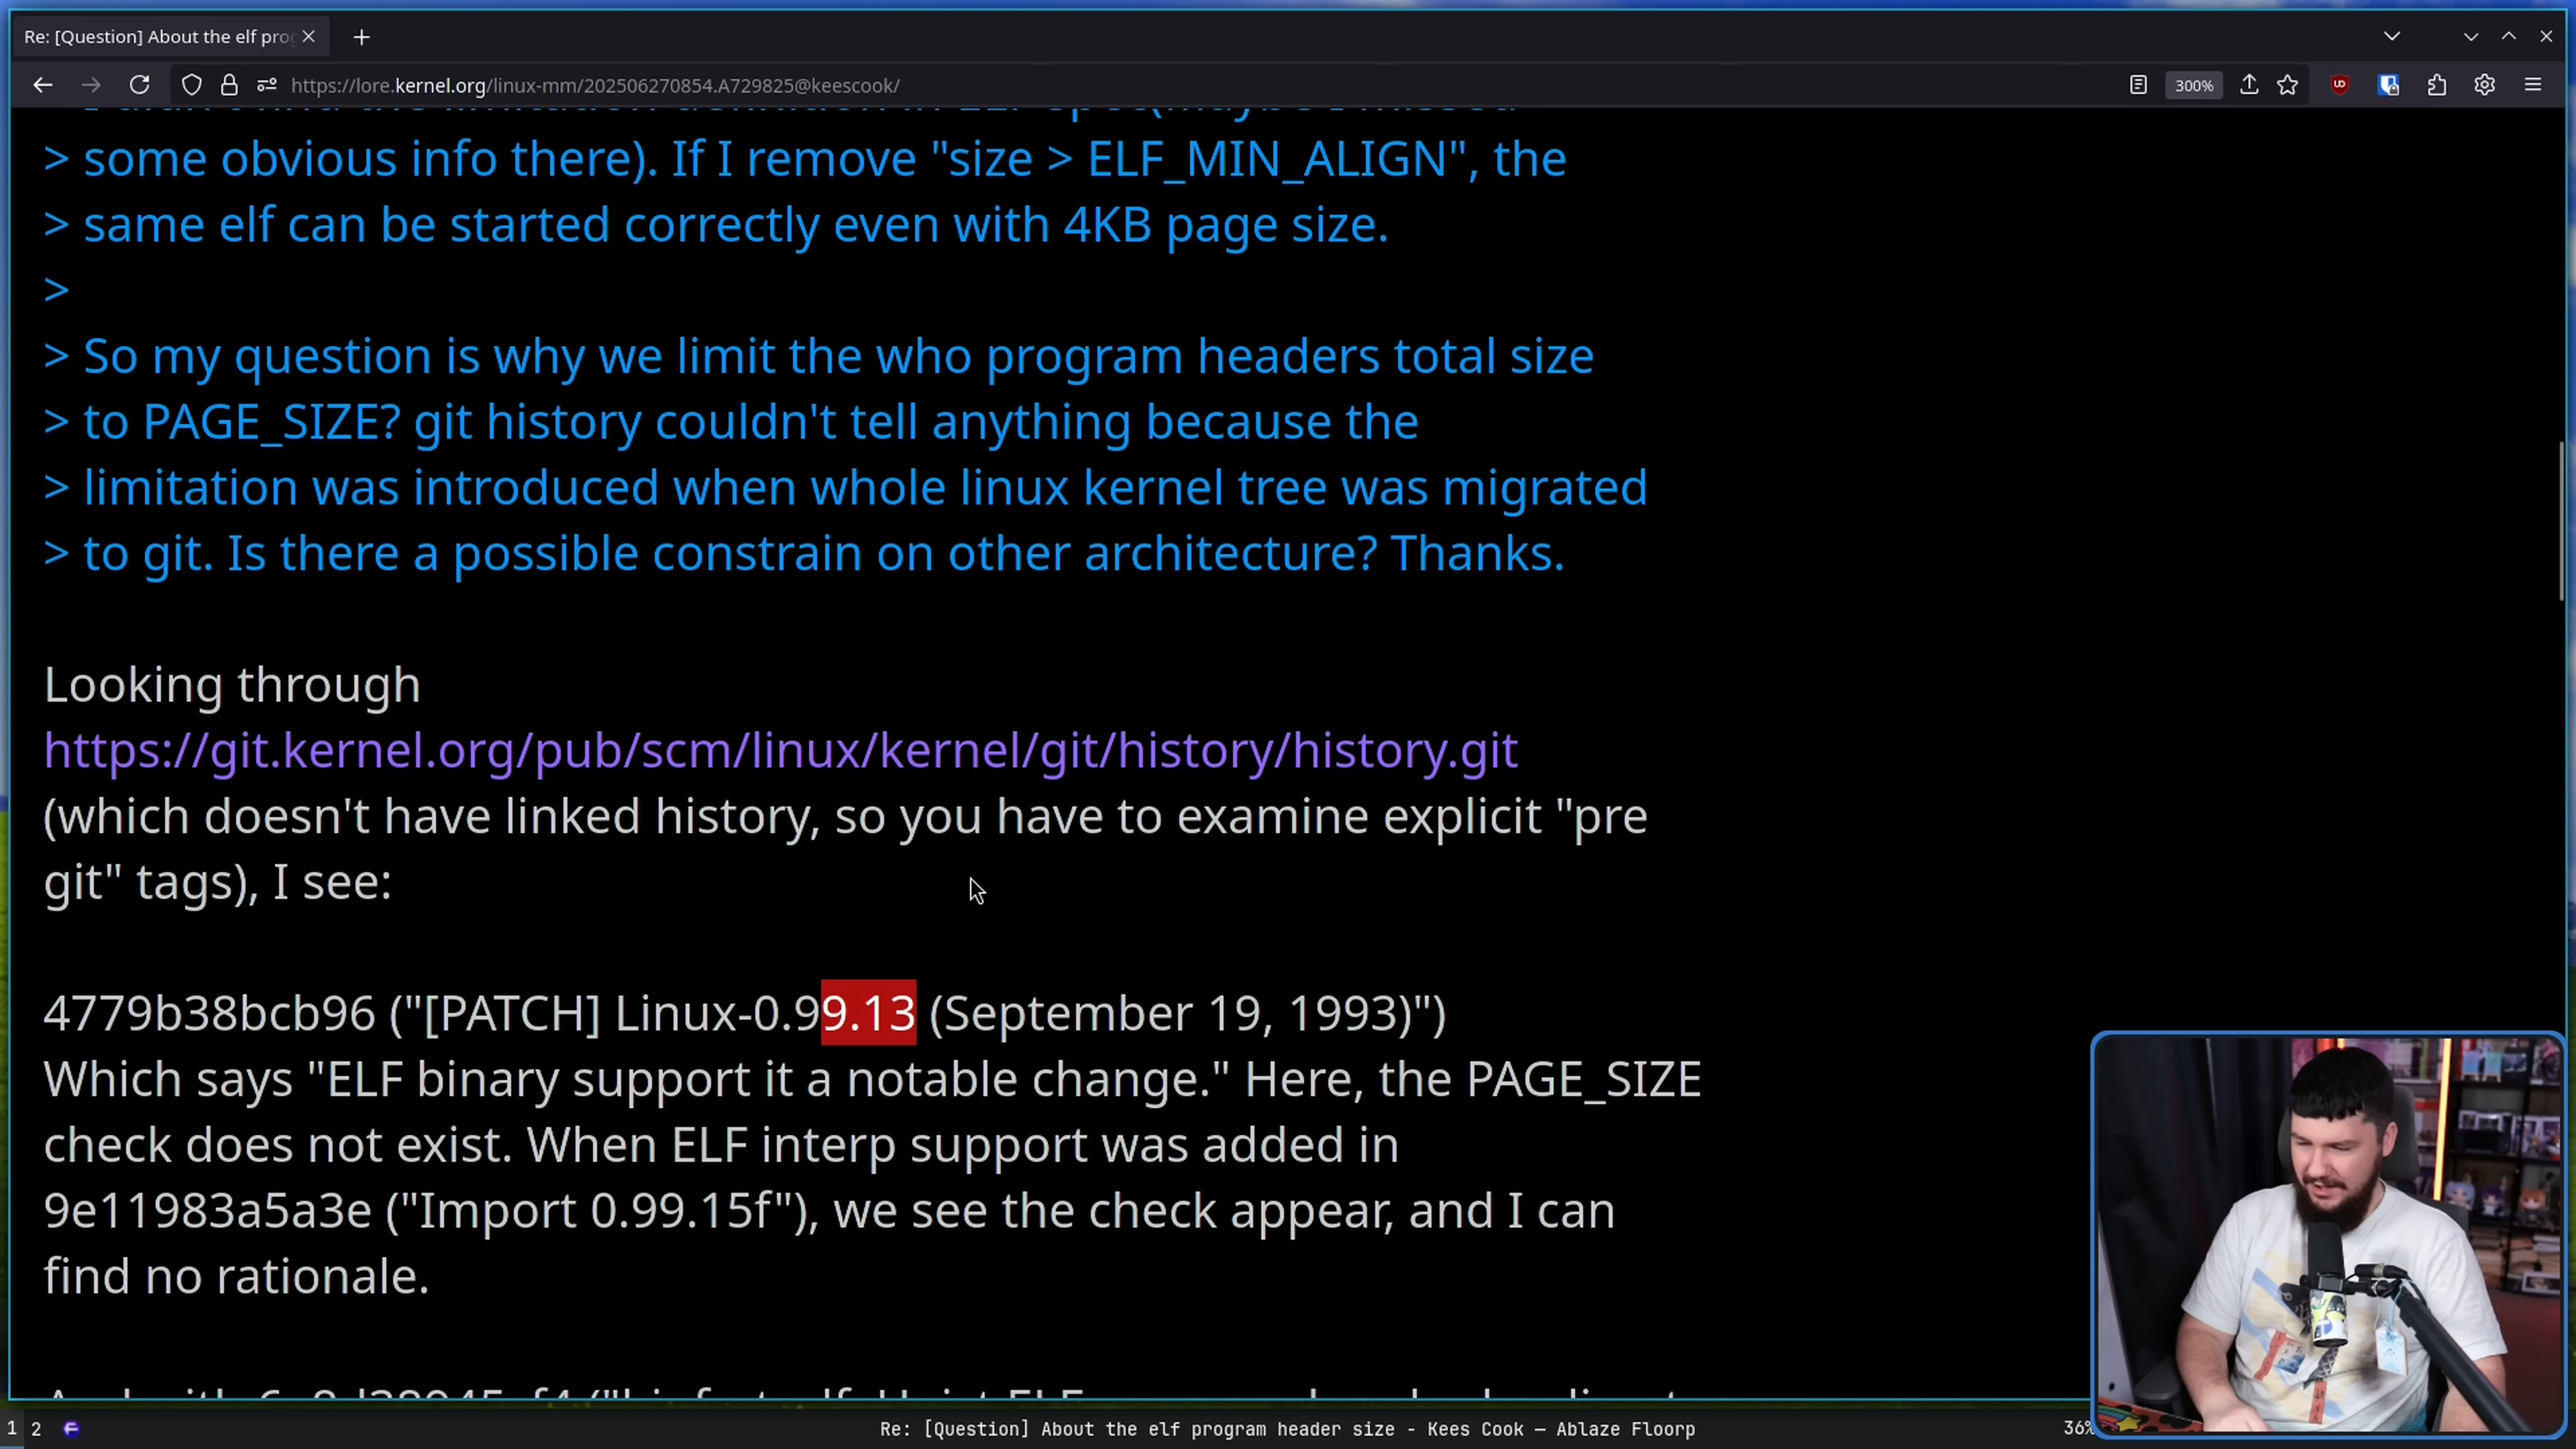 Re: [Question] About the elf prog
https://lore.kernel.org/linux-mm/202506270854.A729825@keescook/
300%
> some obvious info there). If I remove "size > ELF_MIN_ALIGN", the
> same elf can be started correctly even with 4KB page size.
>
> So my question is why we limit the who program headers total size
> to PAGE_SIZE? git history couldn't tell anything because the
> limitation was introduced when whole linux kernel tree was migrated
> to git. Is there a possible constrain on other architecture? Thanks.
Looking through
https://git.kernel.org/pub/scm/linux/kernel/git/history/history.git
(which doesn't have linked history, so you have to examine explicit "pre
git" tags), I see:
4779b38bcb96 ("[PATCH] Linux-0.99.13 (September 19, 1993)")
Which says "ELF binary support it a notable change." Here, the PAGE_SIZE
check does not exist. When ELF interp support was added in
9e11983a5a3e ("Import 0.99.15f"), we see the check appear, and I can
find no rationale.
1 2
Re: [Question] About the elf program header size - Kees Cook — Ablaze Floorp
36%